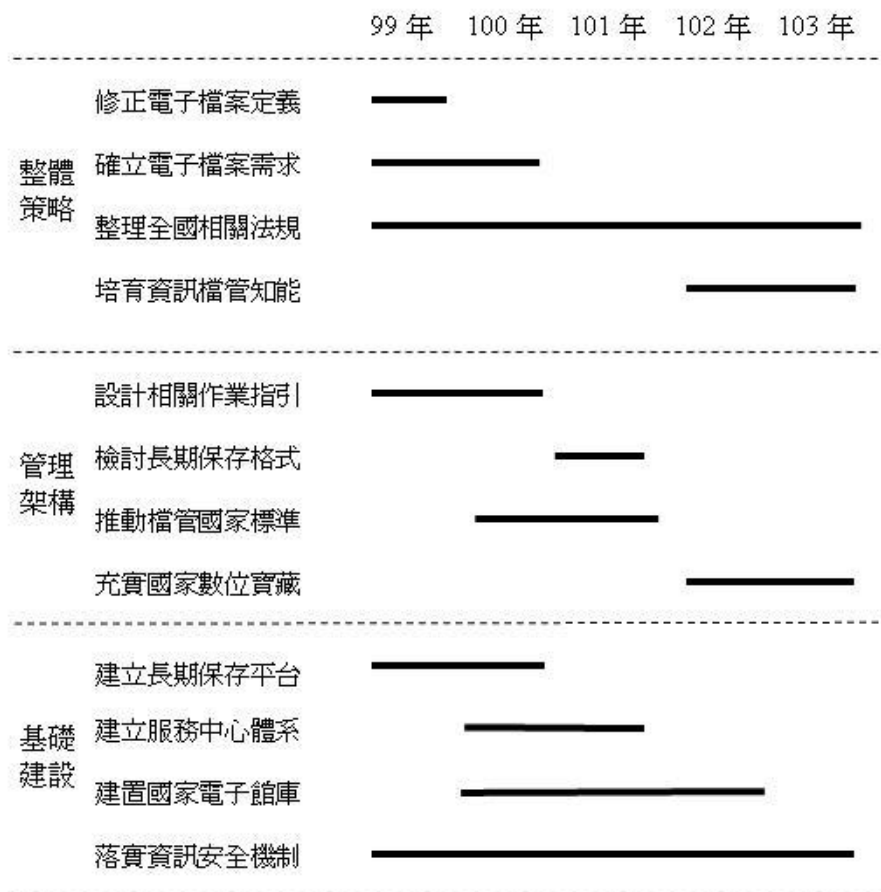 99 年 100 年 101 年 102 年 103 年
整體
策略
修正電子檔案定義
確立電子檔案需求
整理全國相關法規
培育資訊檔管知能
管理
架構
設計相關作業指引
檢討長期保存格式
推動檔管國家標準
充實國家數位寶藏
基礎
建設
建立長期保存平台
建立服務中心體系
建置國家電子館庫
落實資訊安全機制